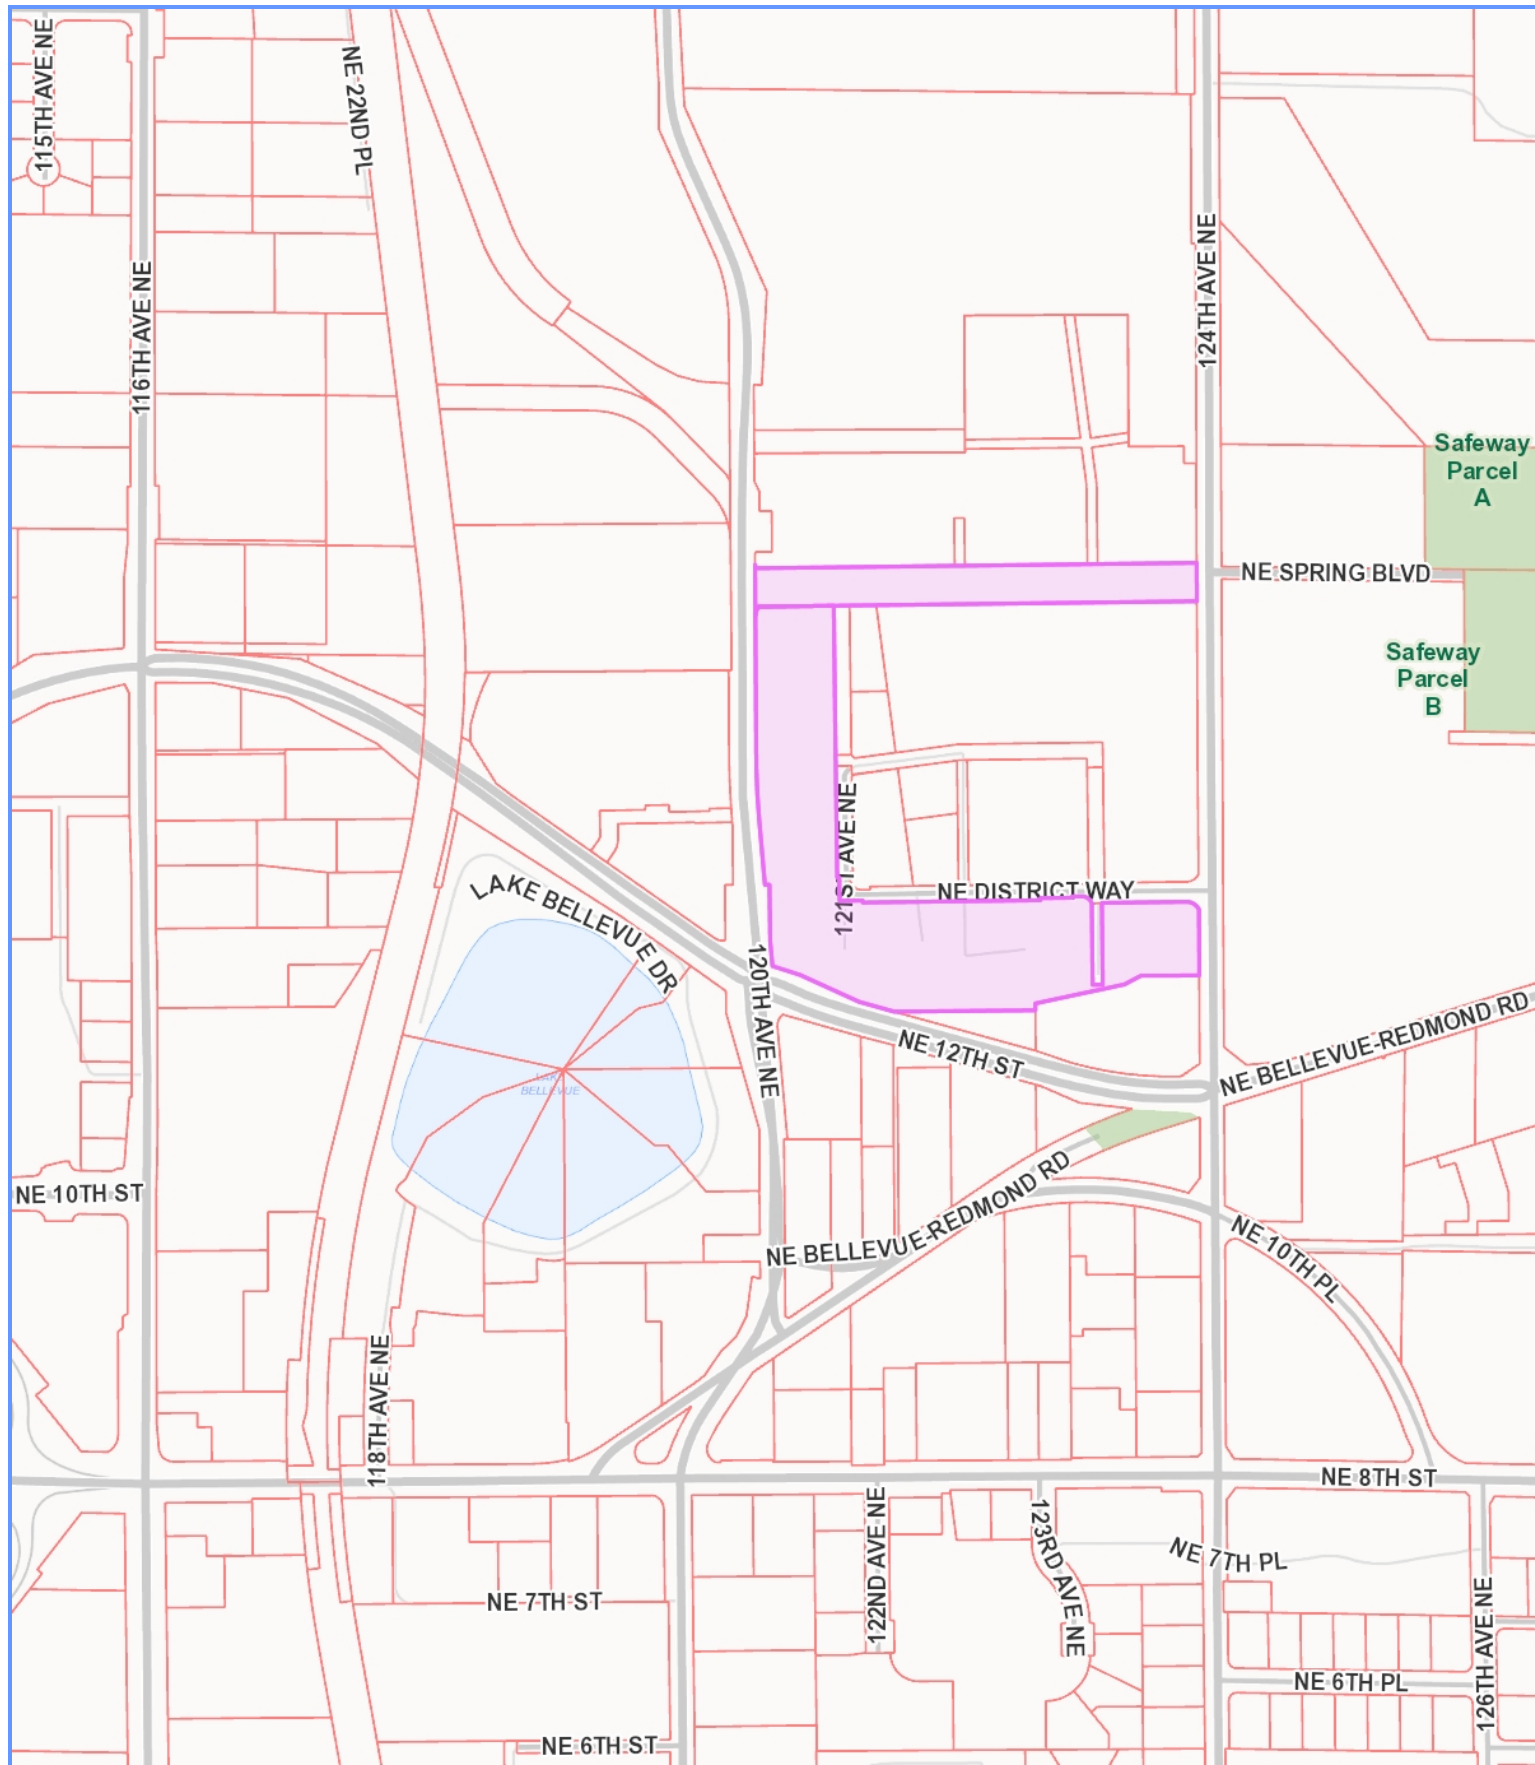 115TH AVE NE
NE 22ND PL
116TH AVE NE
124TH AVE NE
Safeway
Parcel
A
NE SPRING BLVD
Safeway
Parcel
B
121ST AVE NE
NE DISTRICT WAY
LAKE BELLEVUE DR
120TH AVE NE
NE 12TH ST
NE BELLEVUE-REDMOND RD
LAKE
BELLEVUE
NE 10TH ST
NE BELLEVUE-REDMOND RD
NE 10TH PL
118TH AVE NE
NE 8TH ST
122ND AVE NE
123RD AVE NE
NE 7TH PL
NE 7TH ST
126TH AVE NE
NE 6TH PL
NE 6TH ST